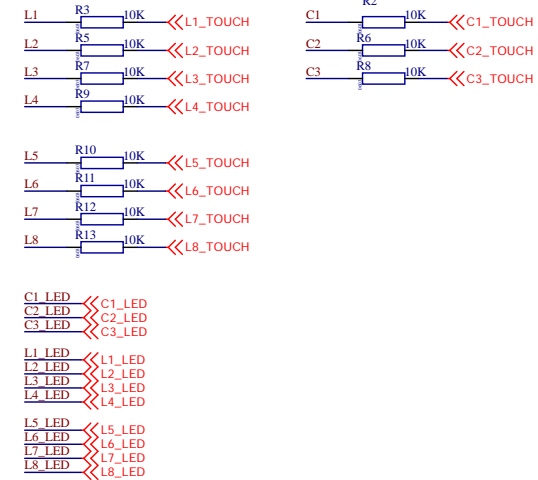 L1 R3 10K L1_TOUCH
L2 R5 10K L2_TOUCH
L3 R7 10K L3_TOUCH
L4 R9 10K L4_TOUCH
C1 R2 10K C1_TOUCH
C2 R6 10K C2_TOUCH
C3 R8 10K C3_TOUCH
L5 R10 10K L5_TOUCH
L6 R11 10K L6_TOUCH
L7 R12 10K L7_TOUCH
L8 R13 10K L8_TOUCH
C1_LED C1_LED
C2_LED C2_LED
C3_LED C3_LED
L1_LED L1_LED
L2_LED L2_LED
L3_LED L3_LED
L4_LED L4_LED
L5_LED L5_LED
L6_LED L6_LED
L7_LED L7_LED
L8_LED L8_LED